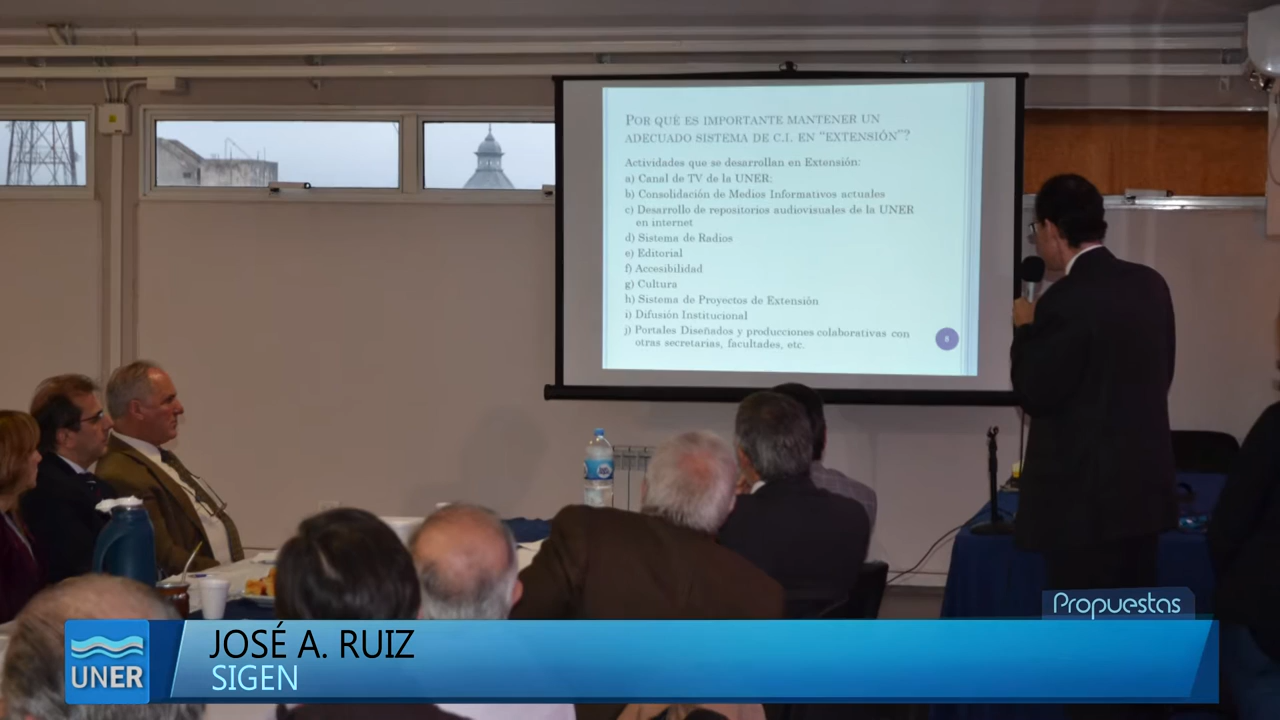 POR QUÉ ES IMPORTANTE MANTENER UN
ADECUADO SISTEMA DE C.I. EN “EXTENSIÓN”?
Actividades que se desarrollan en Extensión:
a) Canal de TV de la UNER;
b) Consolidación de Medios Informativos actuales
c) Desarrollo de repositorios audiovisuales de la UNER
en internet
d) Sistema de Radios
e) Editorial
f) Accesibilidad
g) Cultura
h) Sistema de Proyectos de Extensión
i) Difusión Institucional
j) Portales Diseñados y producciones colaborativas con
otras secretarias, facultades, etc.
8
Propuestas
UNER
JOSÉ A. RUIZ
SIGEN